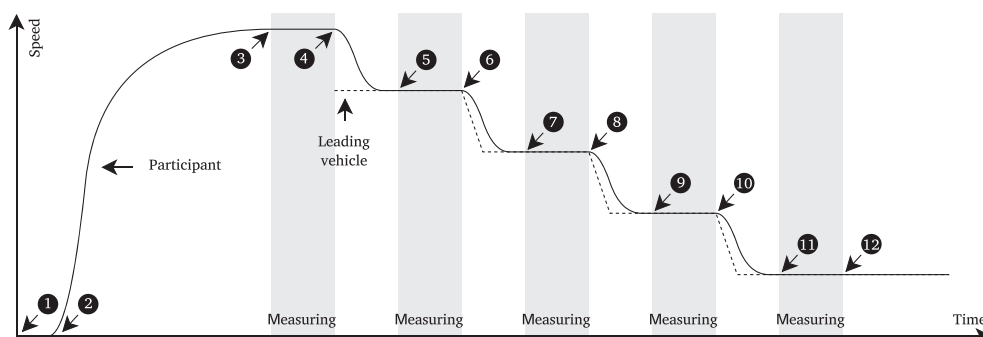 Speed
3
4
5
6
Leading
vehicle
7
8
Participant
9
10
11
12
1
2
Measuring
Measuring
Measuring
Measuring
Measuring
Time